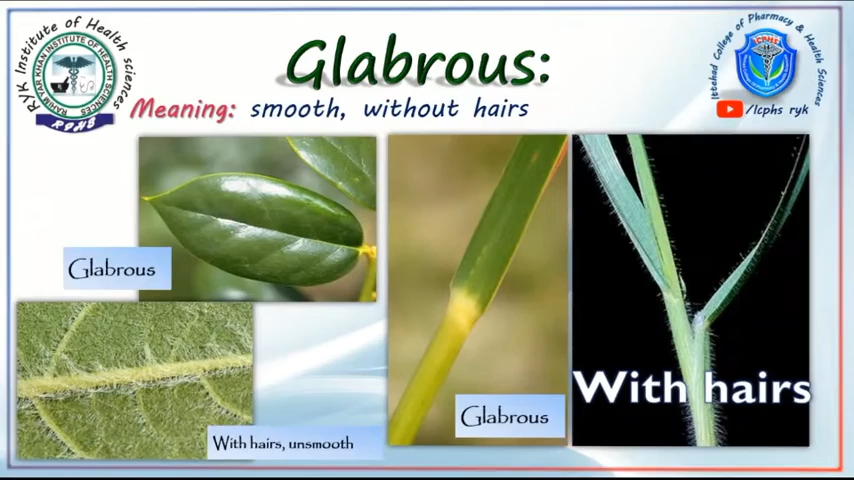 RYK Institute of Health sciences
RAHIM YAR KHAN INSTITUTE OF HEALTH SCIENCES
Glabrous:
Meaning: smooth, without hairs
Ittehad College of Pharmacy & Health Sciences
ICPHS
/Icphs ryk
Glabrous
With hairs, unsmooth
Glabrous
With hairs